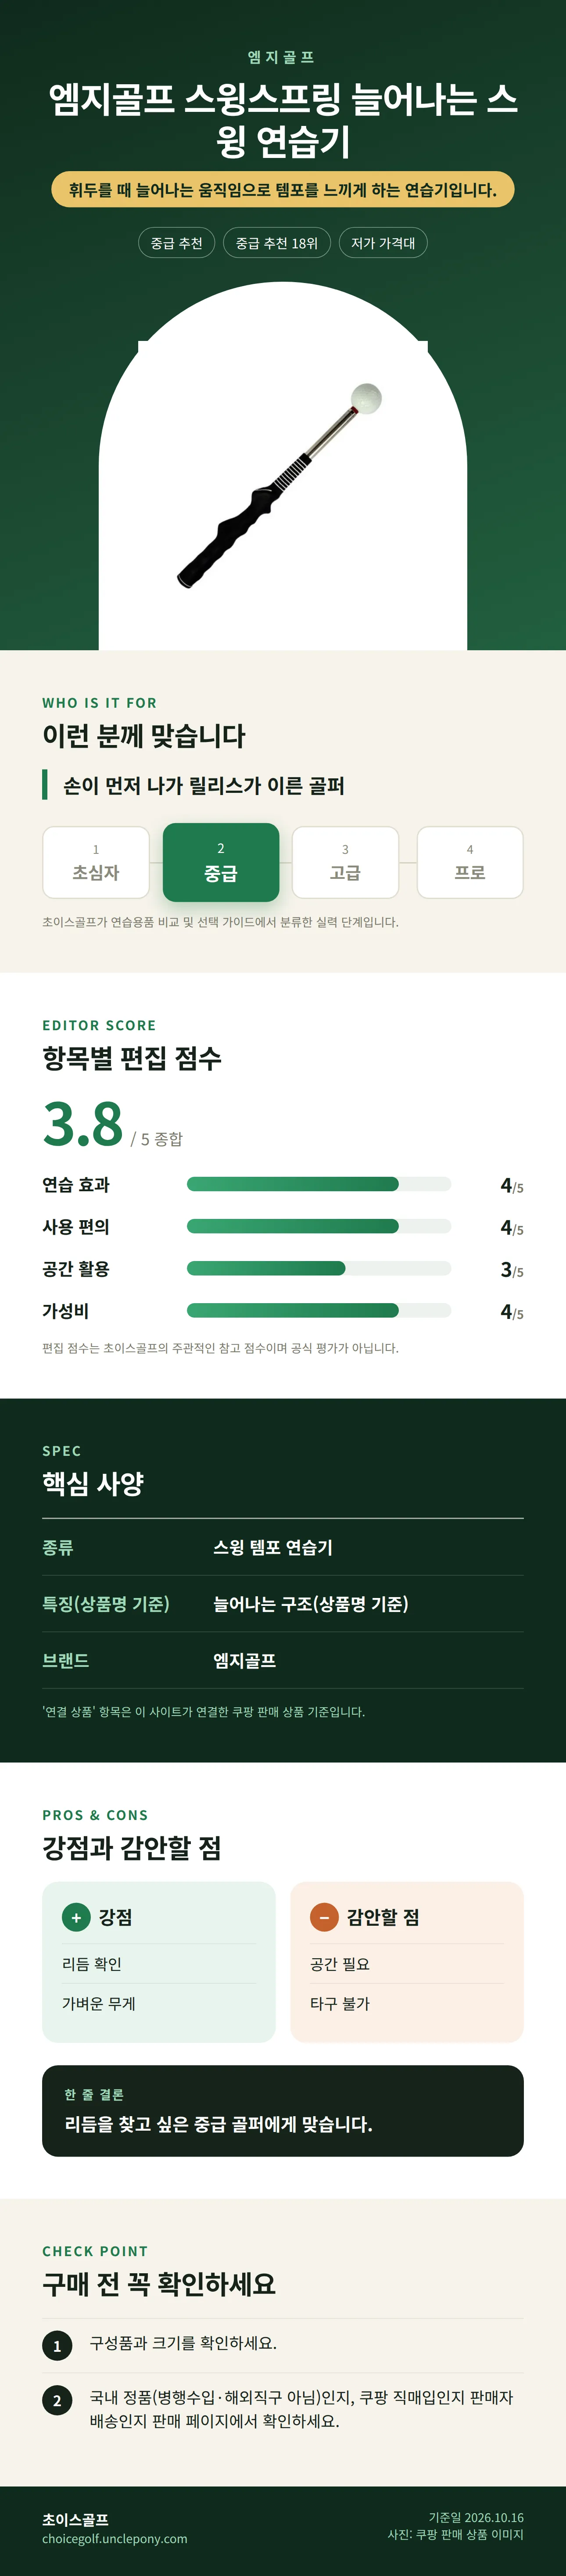 엠지골프
엠지골프 스윙스프링 늘어나는 스
윙 연습기
휘두를 때 늘어나는 움직임으로 템포를 느끼게 하는 연습기입니다.
중급 추천
중급 추천 18위
저가 가격대
WHO IS IT FOR
이런 분께 맞습니다
손이 먼저 나가 릴리스가 이른 골퍼
1
초심자
2
중급
3
고급
4
프로
초이스골프가 연습용품 비교 및 선택 가이드에서 분류한 실력 단계입니다.
EDITOR SCORE
항목별 편집 점수
3.8 / 5 종합
연습 효과 4/5
사용 편의 4/5
공간 활용 3/5
가성비 4/5
편집 점수는 초이스골프의 주관적인 참고 점수이며 공식 평가가 아닙니다.
SPEC
핵심 사양
종류 스윙 템포 연습기
특징(상품명 기준) 늘어나는 구조(상품명 기준)
브랜드 엠지골프
'연결 상품' 항목은 이 사이트가 연결한 쿠팡 판매 상품 기준입니다.
PROS & CONS
강점과 감안할 점
+ 강점
리듬 확인
가벼운 무게
− 감안할 점
공간 필요
타구 불가
한 줄 결론
리듬을 찾고 싶은 중급 골퍼에게 맞습니다.
CHECK POINT
구매 전 꼭 확인하세요
1 구성품과 크기를 확인하세요.
2 국내 정품(병행수입·해외직구 아님)인지, 쿠팡 직매입인지 판매자
배송인지 판매 페이지에서 확인하세요.
초이스골프
choicegolf.unclepony.com
기준일 2026.10.16
사진: 쿠팡 판매 상품 이미지